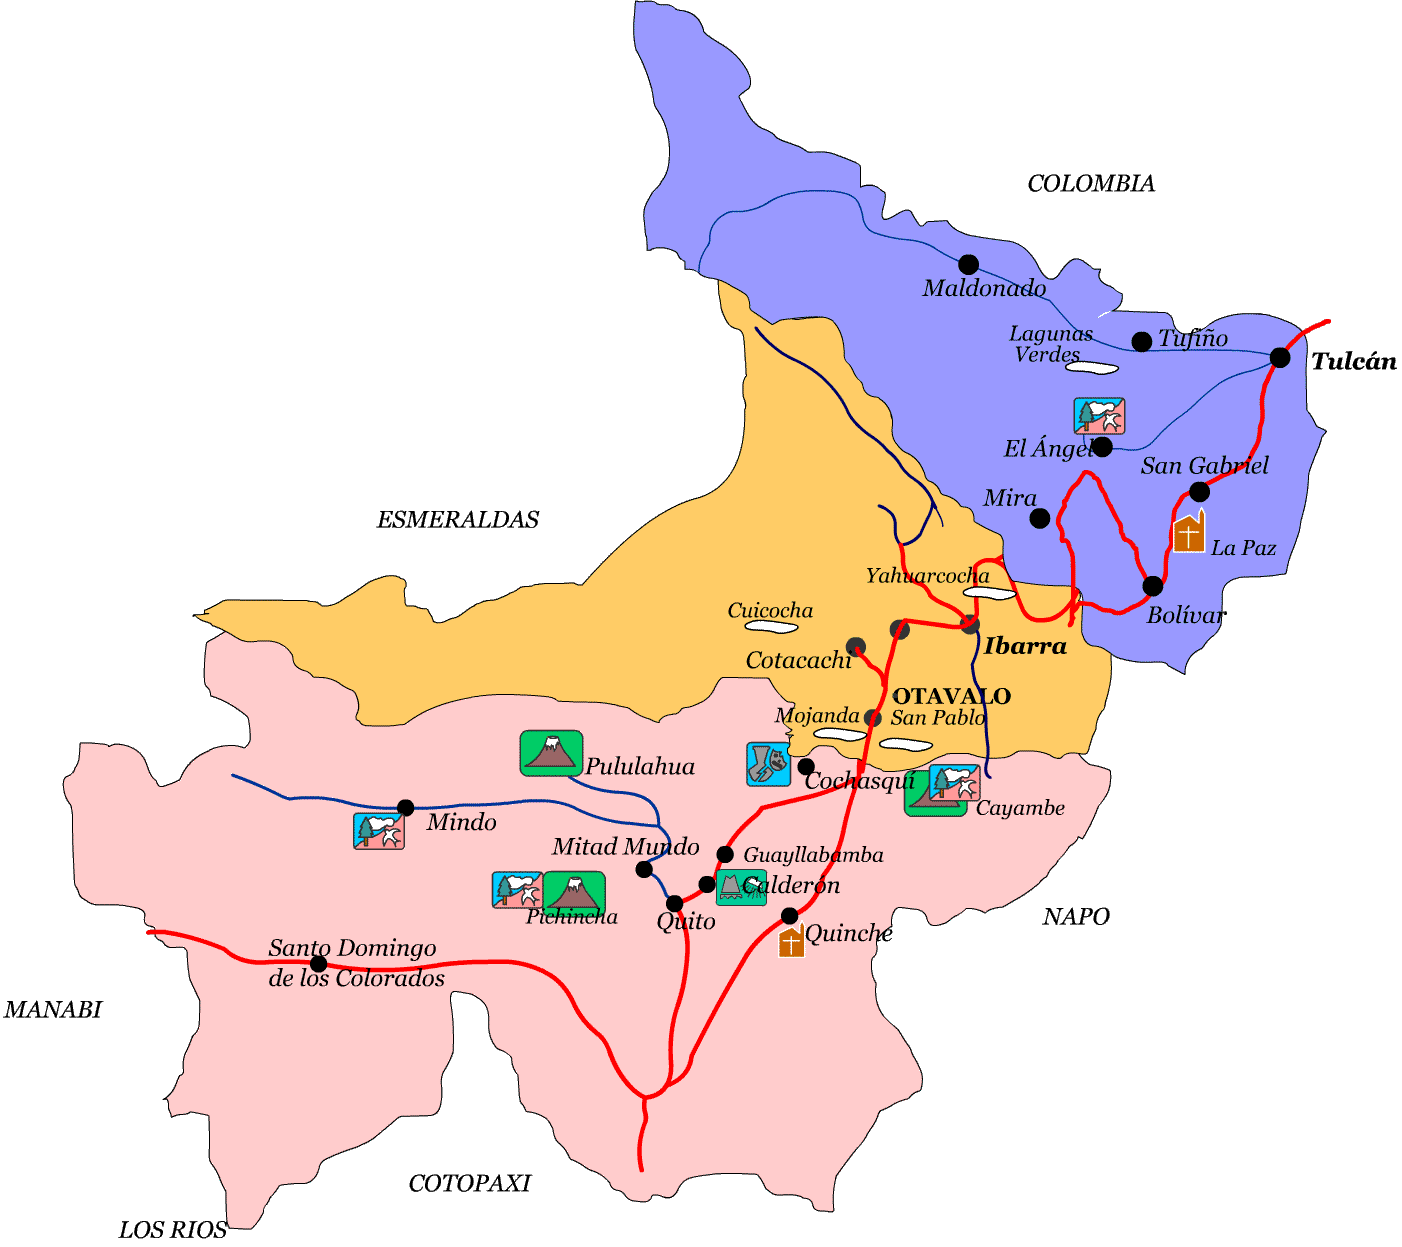 COLOMBIA
Maldonado
Lagunas
Verdes
Tufiño
Tulcán
El Ángel
San Gabriel
Mira
ESMERALDAS
La Paz
Yahuarcocha
Cuicocha
Bolívar
Ibarra
Cotacachi
OTAVALO
Mojanda
San Pablo
Pululahua
Cochasquí
Cayambe
Mindo
Mitad Mundo
Guayllabamba
Calderón
Pichincha
Quito
NAPO
Quinche
Santo Domingo
de los Colorados
MANABI
COTOPAXI
LOS RIOS